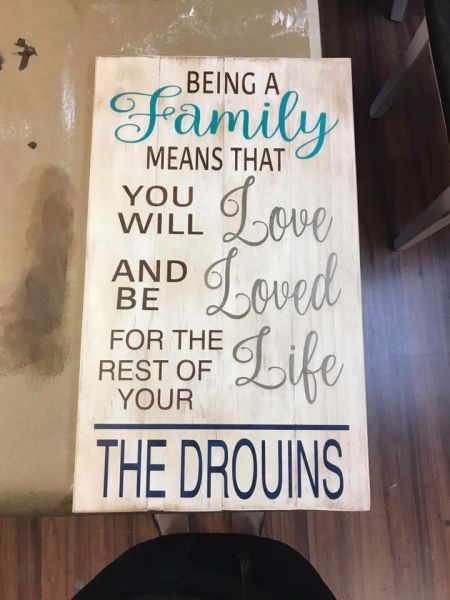 BEING A
Family
MEANS THAT
YOU
WILL Love
AND
BE Loved
FOR THE
REST OF
YOUR Life
THE DROUINS